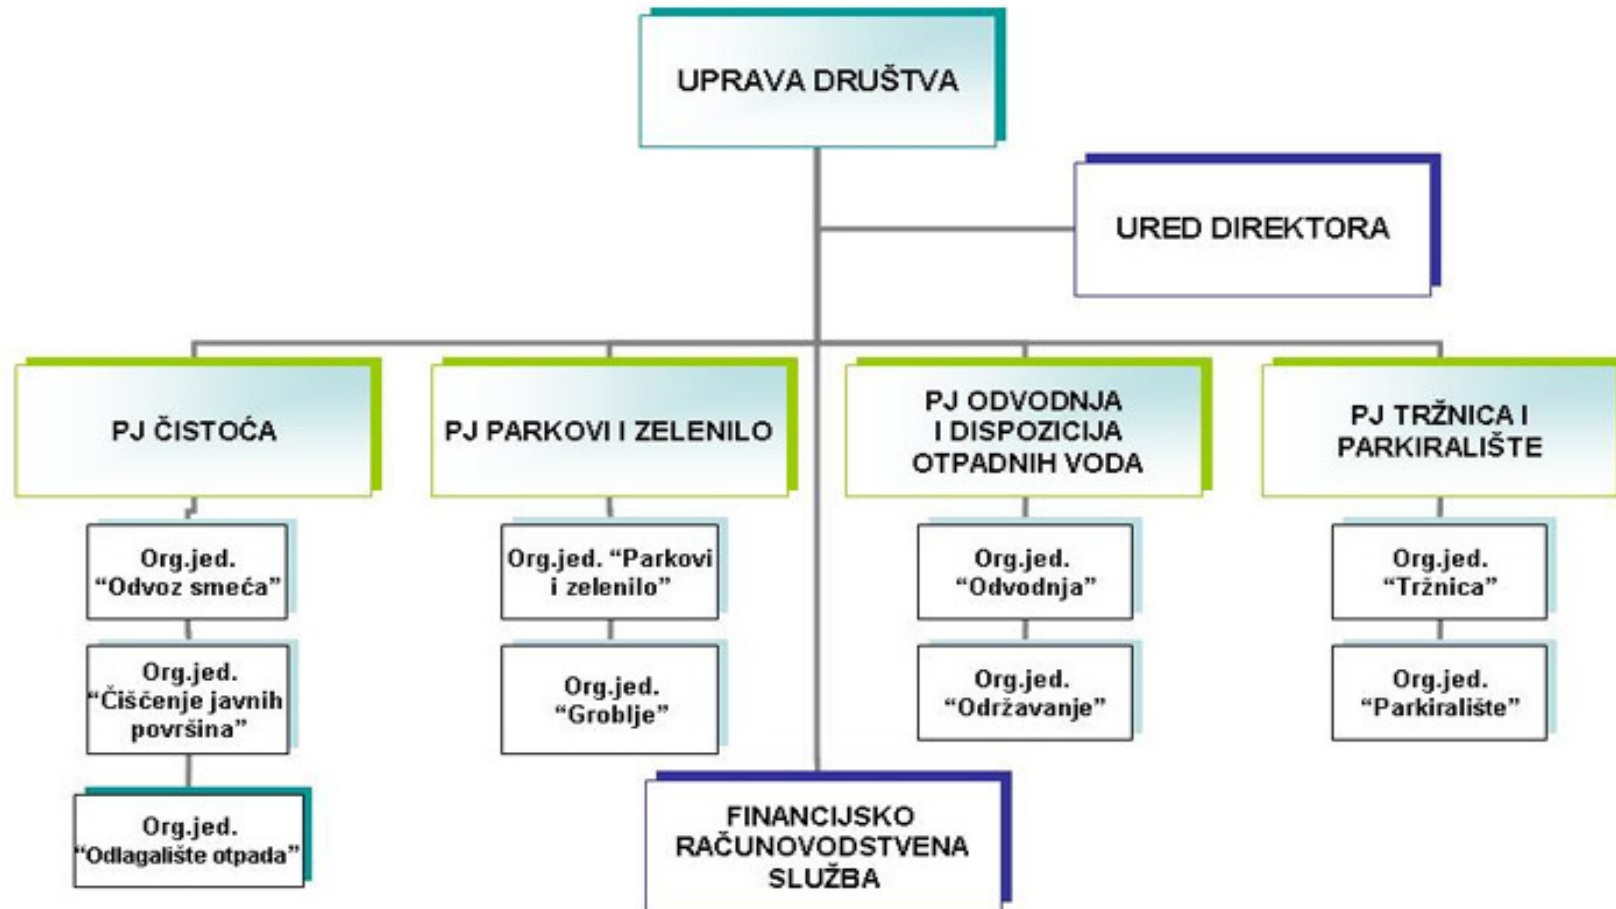 UPRAVA DRUŠTVA
URED DIREKTORA
PJ ČISTOĆA
PJ PARKOVI I ZELENILO
PJ ODVODNJA
I DISPOZICIJA
OTPADNIH VODA
PJ TRŽNICA I
PARKIRALIŠTE
Org.jed.
“Odvoz smeća”
Org.jed. “Parkovi
i zelenilo”
Org.jed.
“Odvodnja”
Org.jed.
“Tržnica”
Org.jed.
“Čišćenje javnih
površina”
Org.jed.
“Groblje”
Org.jed.
“Održavanje”
Org.jed.
“Parkiralište”
Org.jed.
“Odlagalište otpada”
FINANCIJSKO
RAČUNOVODSTVENA
SLUŽBA